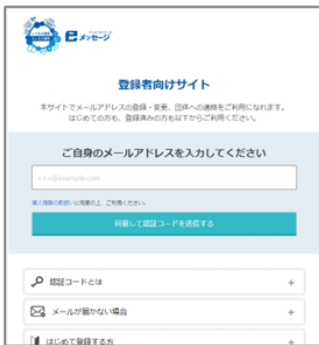 eメッセージ
登録者向けサイト
本サイトでメールアドレスの登録・変更、団体への連絡をご利用になれます。
はじめての方も、登録済みの方も以下からご利用ください。
ご自身のメールアドレスを入力してください
×××@example.com
個人情報の取扱いに同意の上、ご利用ください。
同意して認証コードを送信する
認証コードとは
+
メールが届かない場合
+
はじめて登録する方
+